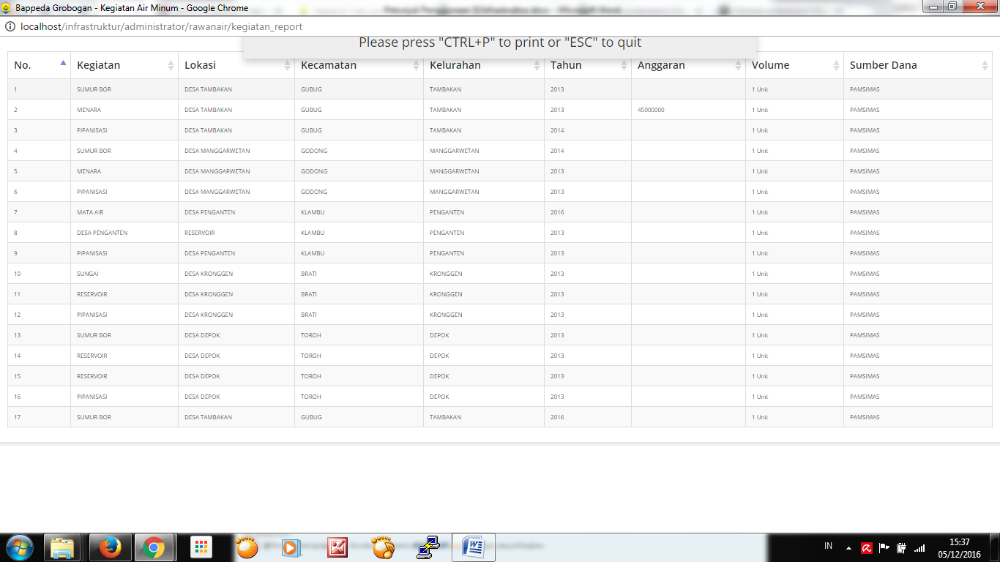 Bappeda Grobogan - Kegiatan Air Minum - Google Chrome
localhost/infrastruktur/administrator/rawanair/kegiatan_report
Please press "CTRL+P" to print or "ESC" to quit
No. Kegiatan Lokasi Kecamatan Kelurahan Tahun Anggaran Volume Sumber Dana
1 SUMUR BOR DESA TAMBAKAN GUBUG TAMBAKAN 2013 1 Unit PAMSIMAS
2 MENARA DESA TAMBAKAN GUBUG TAMBAKAN 2013 45000000 1 Unit PAMSIMAS
3 PIPANISASI DESA TAMBAKAN GUBUG TAMBAKAN 2014 1 Unit PAMSIMAS
4 SUMUR BOR DESA MANGGARWETAN GODONG MANGGARWETAN 2014 1 Unit PAMSIMAS
5 MENARA DESA MANGGARWETAN GODONG MANGGARWETAN 2013 1 Unit PAMSIMAS
6 PIPANISASI DESA MANGGARWETAN GODONG MANGGARWETAN 2013 1 Unit PAMSIMAS
7 MATA AIR DESA PENGANTEN KLAMBU PENGANTEN 2016 1 Unit PAMSIMAS
8 DESA PENGANTEN RESERVOIR KLAMBU PENGANTEN 2013 1 Unit PAMSIMAS
9 PIPANISASI DESA PENGANTEN KLAMBU PENGANTEN 2013 1 Unit PAMSIMAS
10 SUNGAI DESA KRONGGEN BRATI KRONGGEN 2013 1 Unit PAMSIMAS
11 RESERVOIR DESA KRONGGEN BRATI KRONGGEN 2013 1 Unit PAMSIMAS
12 PIPANISASI DESA KRONGGEN BRATI KRONGGEN 2013 1 Unit PAMSIMAS
13 SUMUR BOR DESA DEPOK TOROH DEPOK 2013 1 Unit PAMSIMAS
14 RESERVOIR DESA DEPOK TOROH DEPOK 2013 1 Unit PAMSIMAS
15 RESERVOIR DESA DEPOK TOROH DEPOK 2013 1 Unit PAMSIMAS
16 PIPANISASI DESA DEPOK TOROH DEPOK 2013 1 Unit PAMSIMAS
17 SUMUR BOR DESA TAMBAKAN GUBUG TAMBAKAN 2016 1 Unit PAMSIMAS
IN
15:37
05/12/2016